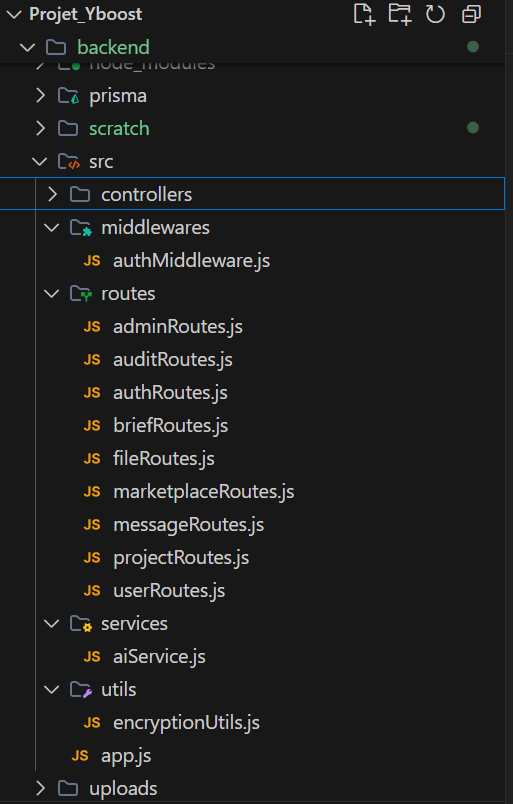 Projet_Yboost
backend
node_modules
prisma
scratch
src
controllers
middlewares
JS authMiddleware.js
routes
JS adminRoutes.js
JS auditRoutes.js
JS authRoutes.js
JS briefRoutes.js
JS fileRoutes.js
JS marketplaceRoutes.js
JS messageRoutes.js
JS projectRoutes.js
JS userRoutes.js
services
JS aiService.js
utils
JS encryptionUtils.js
JS app.js
uploads